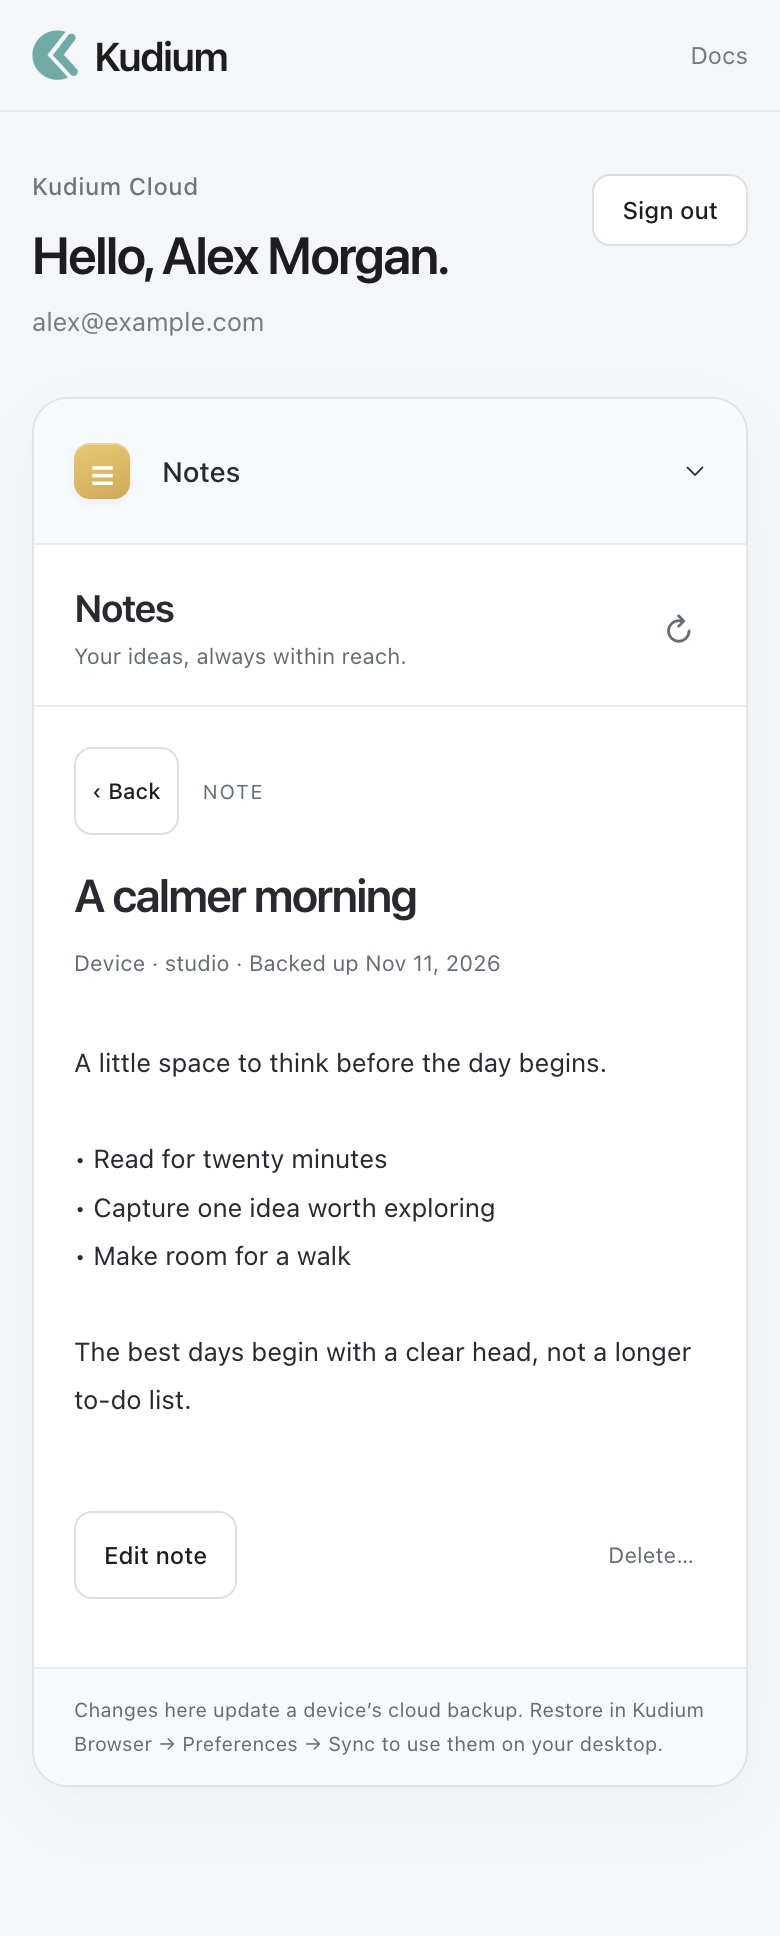 Kudium
Docs
Kudium Cloud
Sign out
Hello, Alex Morgan.
alex@example.com
Notes
Notes
Your ideas, always within reach.
‹ Back
NOTE
A calmer morning
Device · studio · Backed up Nov 11, 2026
A little space to think before the day begins.
• Read for twenty minutes
• Capture one idea worth exploring
• Make room for a walk
The best days begin with a clear head, not a longer
to-do list.
Edit note
Delete…
Changes here update a device’s cloud backup. Restore in Kudium
Browser → Preferences → Sync to use them on your desktop.